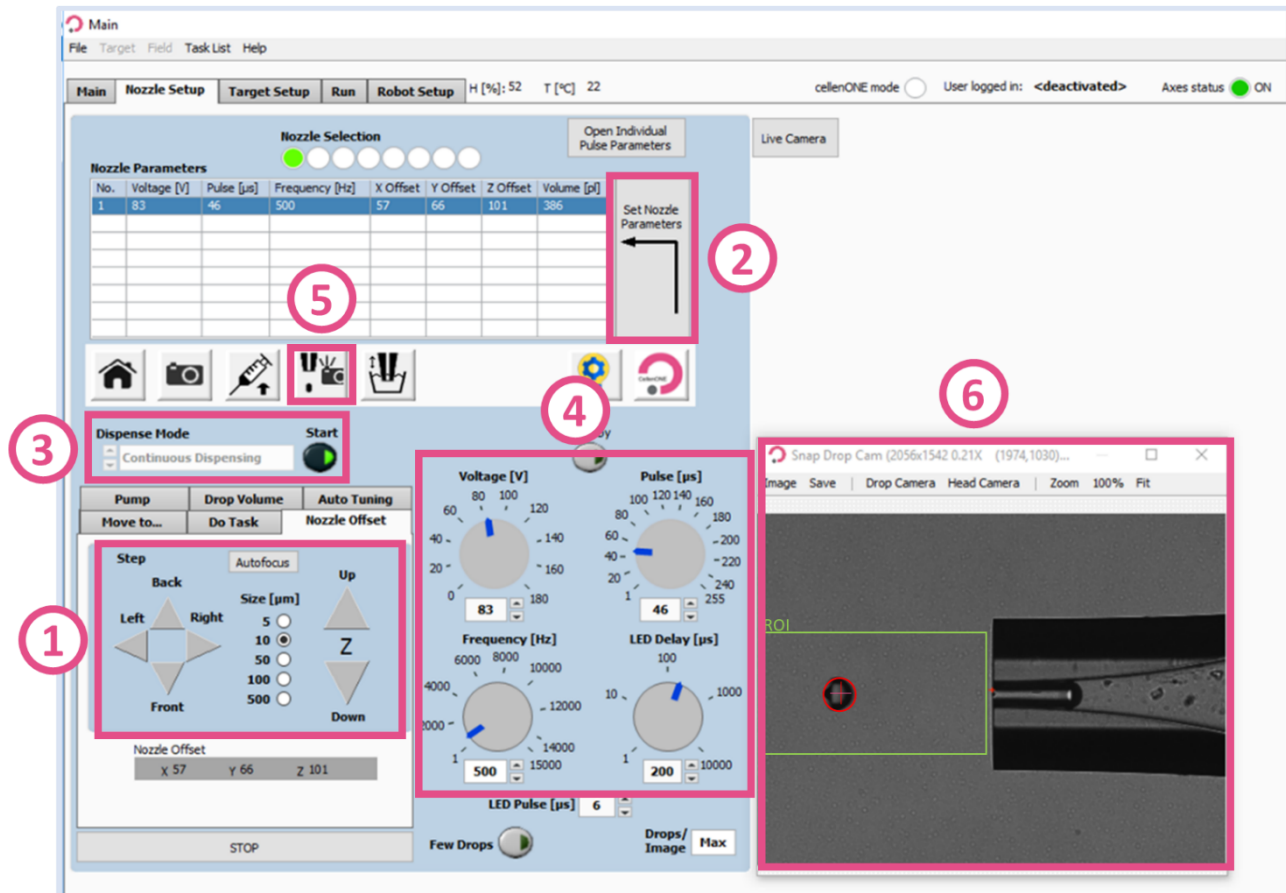 Main
File Target Field Task List Help
Main Nozzle Setup Target Setup Run Robot Setup H [%]: 52 T [°C] 22 cellenONE mode User logged in: <deactivated> Axes status ON
Nozzle Selection
Open Individual
Pulse Parameters
Live Camera
Nozzle Parameters
No. Voltage [V] Pulse [µs] Frequency [Hz] X Offset Y Offset Z Offset Volume [pl]
1 83 46 500 57 66 101 386
Set Nozzle
Parameters
2
5
CellenONE
4
6
3
Dispense Mode Start
Continuous Dispensing
Pump Drop Volume Auto Tuning
Move to... Do Task Nozzle Offset
1
Step Autofocus
Back Up
Left Right Size [µm]
5
10
50
100
500
Z
Front Down
Nozzle Offset
X 57 Y 66 Z 101
STOP
Voltage [V]
0 20 40 60 80 100 120 140 160 180
83
Pulse [µs]
1 20 40 60 80 100 120 140 160 180 200 220 240 255
46
Frequency [Hz]
1 2000 4000 6000 8000 10000 12000 14000 15000
500
LED Delay [µs]
1 10 100 1000 10000
200
LED Pulse [µs] 6
Few Drops Drops/
Image Max
Snap Drop Cam (2056x1542 0.21X (1974,1030)...
Image Save | Drop Camera Head Camera | Zoom 100% Fit
ROI